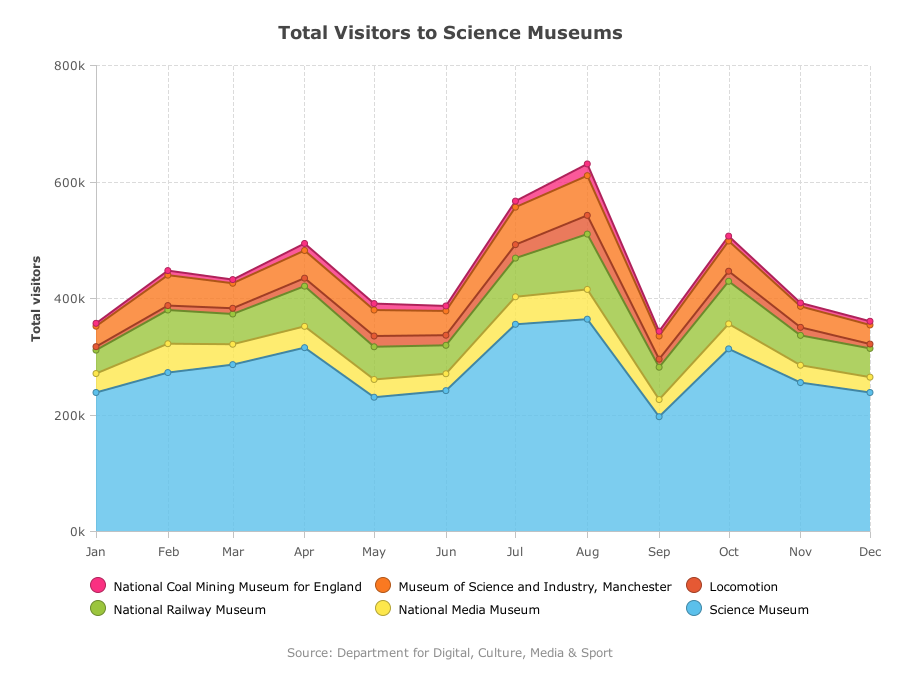 Total Visitors to Science Museums
800k
600k
400k
200k
0k
Total visitors
Jan Feb Mar Apr May Jun Jul Aug Sep Oct Nov Dec
National Coal Mining Museum for England Museum of Science and Industry, Manchester Locomotion
National Railway Museum National Media Museum Science Museum
Source: Department for Digital, Culture, Media & Sport